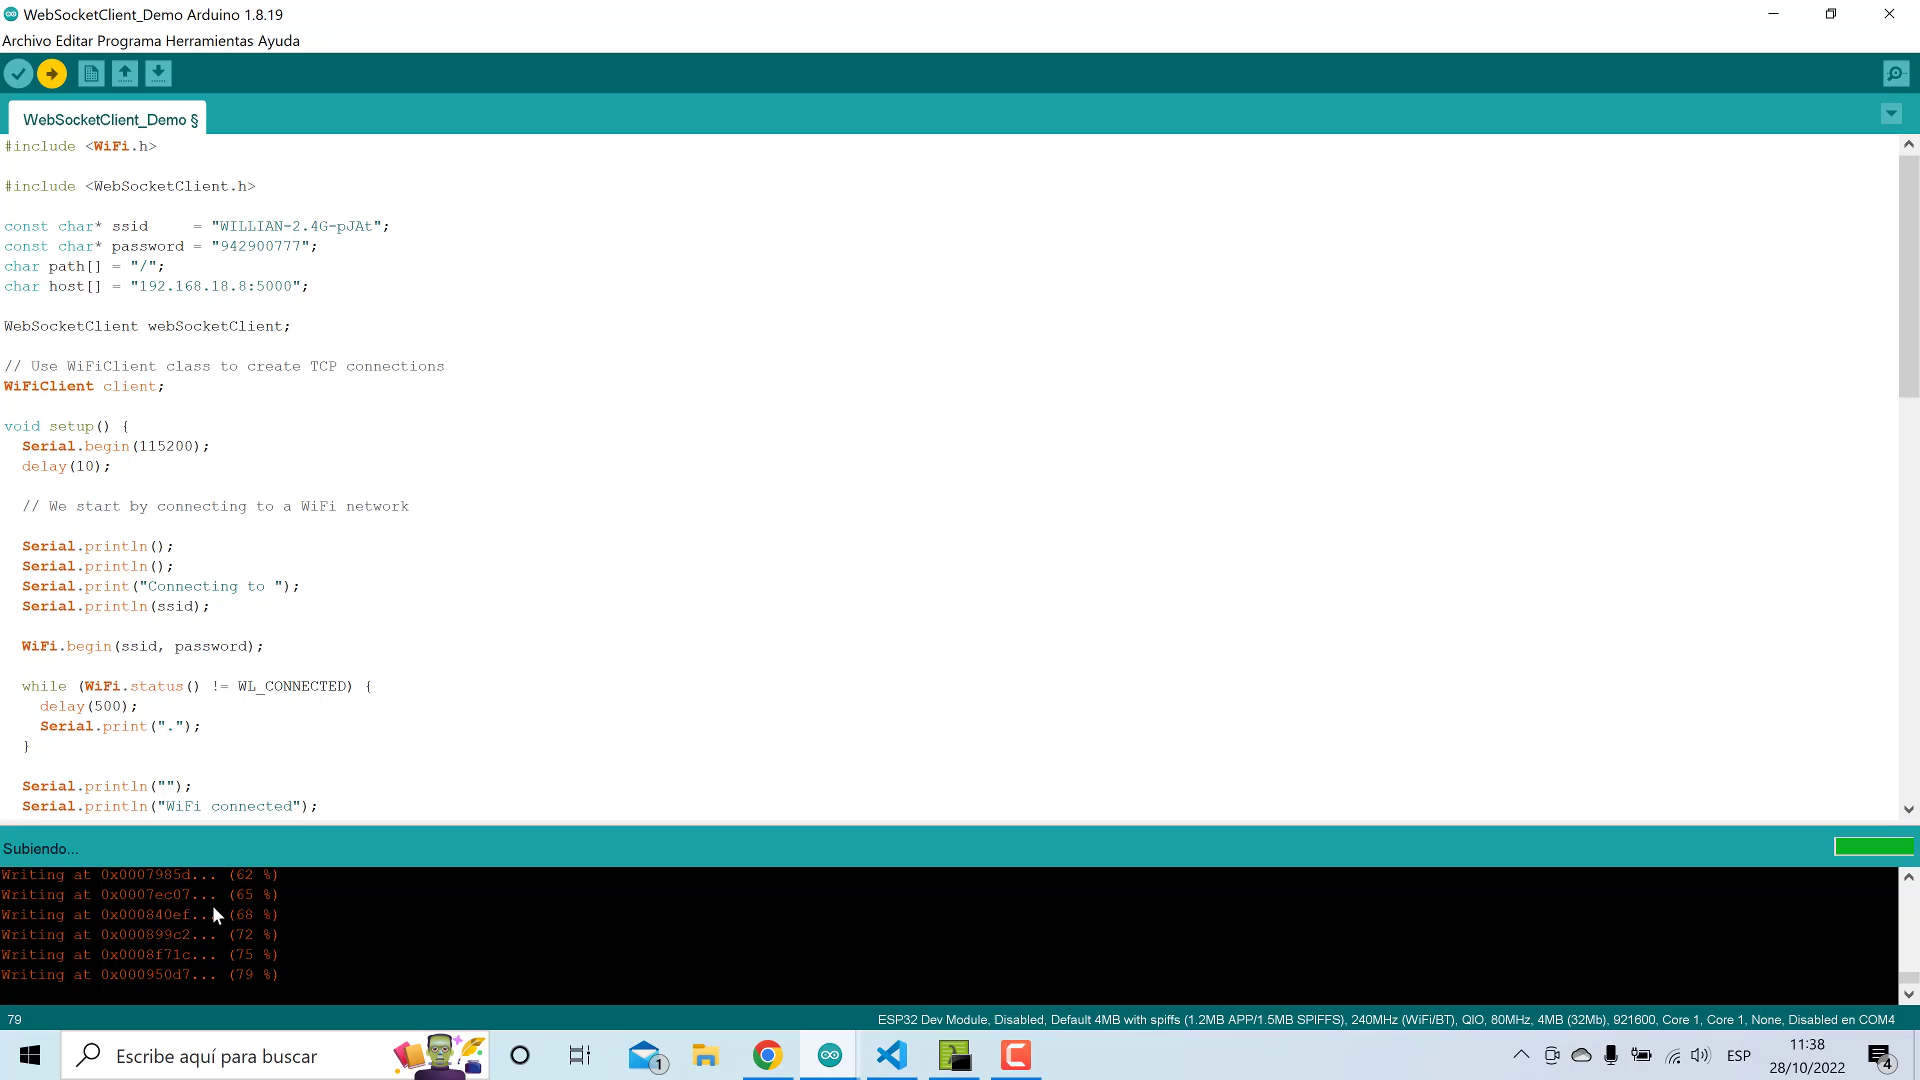 WebSocketClient_Demo Arduino 1.8.19
Archivo Editar Programa Herramientas Ayuda
WebSocketClient_Demo §
#include <WiFi.h>
#include <WebSocketClient.h>
const char* ssid     = "WILLIAN-2.4G-pJAt";
const char* password = "942900777";
char path[] = "/";
char host[] = "192.168.18.8:5000";
WebSocketClient webSocketClient;
// Use WiFiClient class to create TCP connections
WiFiClient client;
void setup() {
  Serial.begin(115200);
  delay(10);
  // We start by connecting to a WiFi network
  Serial.println();
  Serial.println();
  Serial.print("Connecting to ");
  Serial.println(ssid);
  WiFi.begin(ssid, password);
  while (WiFi.status() != WL_CONNECTED) {
    delay(500);
    Serial.print(".");
  }
  Serial.println("");
  Serial.println("WiFi connected");
Subiendo...
Writing at 0x0007985d... (62 %)
Writing at 0x0007ec07... (65 %)
Writing at 0x000840ef... (68 %)
Writing at 0x000899c2... (72 %)
Writing at 0x0008f71c... (75 %)
Writing at 0x000950d7... (79 %)
79
ESP32 Dev Module, Disabled, Default 4MB with spiffs (1.2MB APP/1.5MB SPIFFS), 240MHz (WiFi/BT), QIO, 80MHz, 4MB (32Mb), 921600, Core 1, Core 1, None, Disabled en COM4
Escribe aquí para buscar
1
ESP
11:38
28/10/2022
4